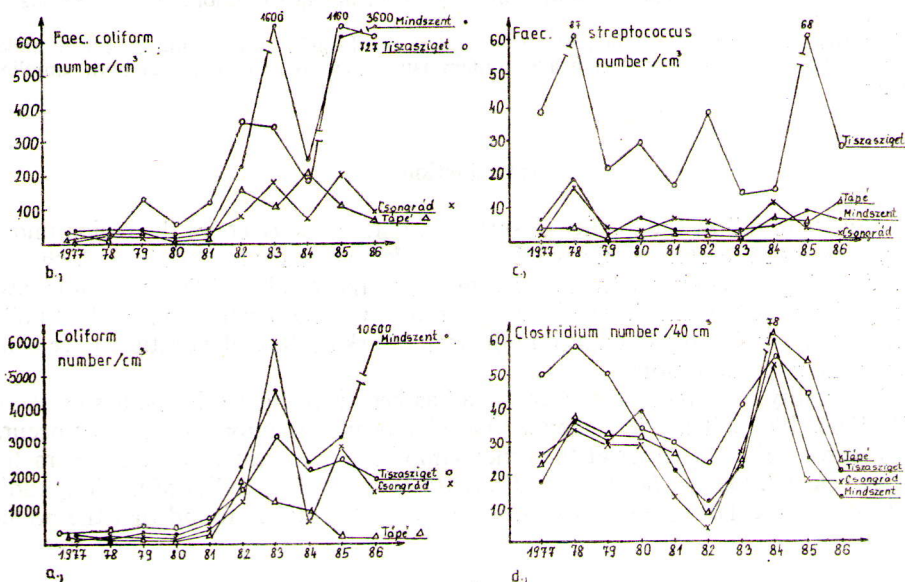 1600
4160
3600
Mindszent
Faec. coliform
number/cm³
727
Tiszasziget
600
500
400
300
200
100
Csongrád x
Tápé Δ
1977 78 79 80 81 82 83 84 85 86
b.,
87
68
Faec. streptococcus
number/cm³
60
50
40
30
20
10
Tiszasziget
Tápé
Mindszent
Csongrád
1977 78 79 80 81 82 83 84 85 86
c.,
10600
Mindszent
Coliform
number/cm³
6000
5000
4000
3000
2000
1000
Tiszasziget o
Csongrád x
Tápé Δ
1977 78 79 80 81 82 83 84 85 86
a.,
78
Clostridium number/40 cm³
60
50
40
30
20
10
Tápé
Tiszasziget
Csongrád
Mindszent
1977 78 79 80 81 82 83 84 85 86
d.,